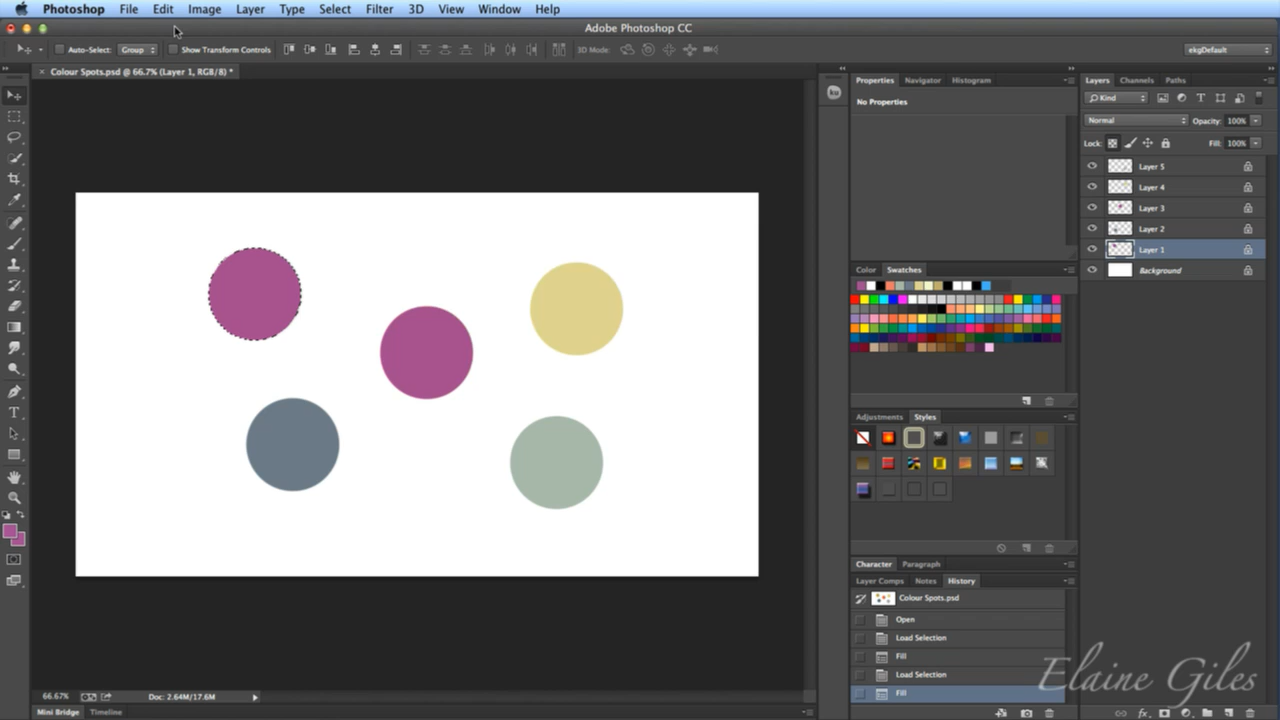 Photoshop File Edit Image Layer Type Select Filter 3D View Window Help
Adobe Photoshop CC
Auto-Select: Group Show Transform Controls 3D Mode: ekgDefault
Colour Spots.psd @ 66.7% (Layer 1, RGB/8) *
Properties Navigator Histogram
No Properties
Layers Channels Paths
Kind
Normal Opacity: 100%
Lock: Fill: 100%
Layer 5
Layer 4
Layer 3
Layer 2
Layer 1
Background
Color Swatches
Adjustments Styles
Character Paragraph
Layer Comps Notes History
Colour Spots.psd
Open
Load Selection
Fill
Load Selection
Fill
Elaine Giles
66.67% Doc: 2.64M/17.6M
Mini Bridge Timeline